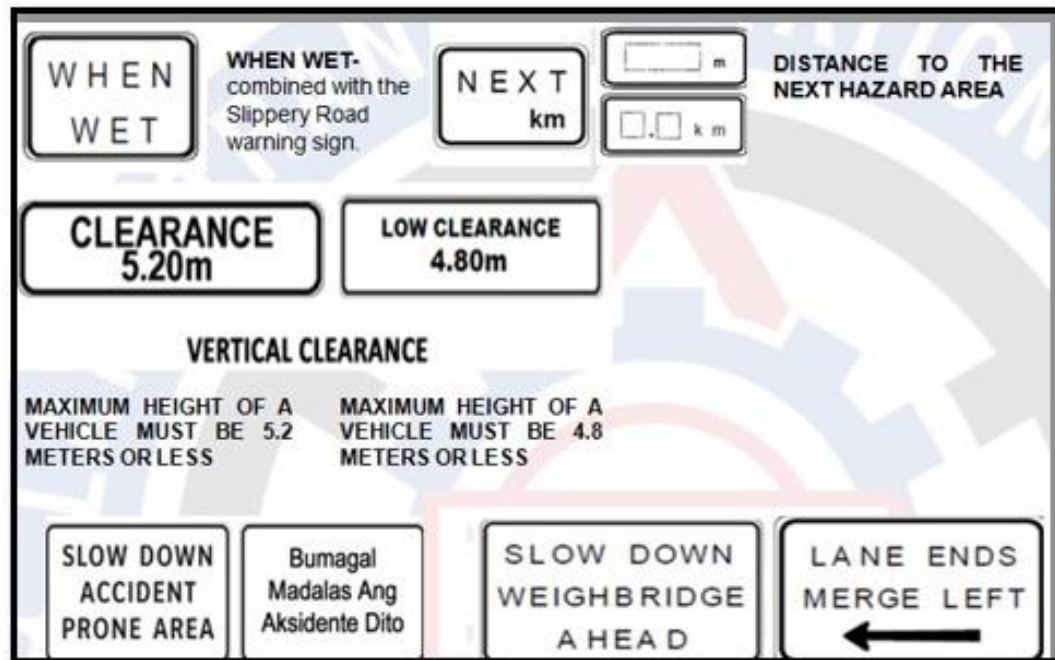 WHEN
WET
WHEN WET-
combined with the
Slippery Road
warning sign.
NEXT
km
m
. km
DISTANCE TO THE
NEXT HAZARD AREA
CLEARANCE
5.20m
LOW CLEARANCE
4.80m
VERTICAL CLEARANCE
MAXIMUM HEIGHT OF A
VEHICLE MUST BE 5.2
METERS OR LESS
MAXIMUM HEIGHT OF A
VEHICLE MUST BE 4.8
METERS OR LESS
SLOW DOWN
ACCIDENT
PRONE AREA
Bumagal
Madalas Ang
Aksidente Dito
SLOW DOWN
WEIGHBRIDGE
AHEAD
LANE ENDS
MERGE LEFT